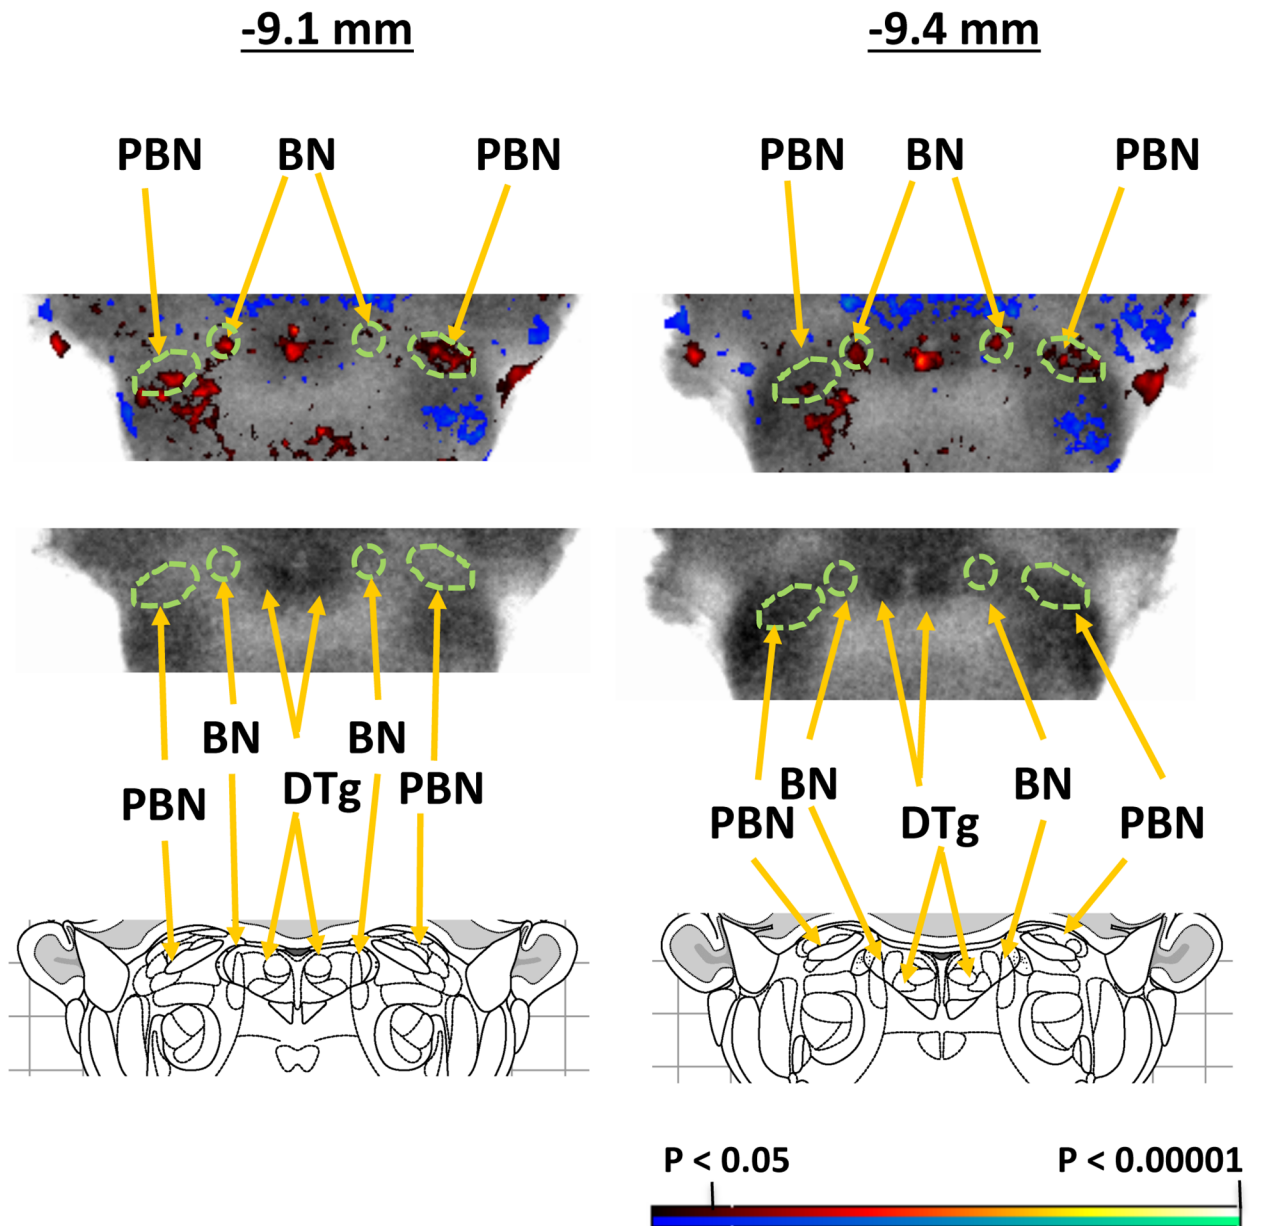 -9.1 mm
-9.4 mm
PBN BN PBN
PBN BN PBN
BN BN
DTg
PBN PBN
BN BN
PBN DTg PBN
P < 0.05 P < 0.00001